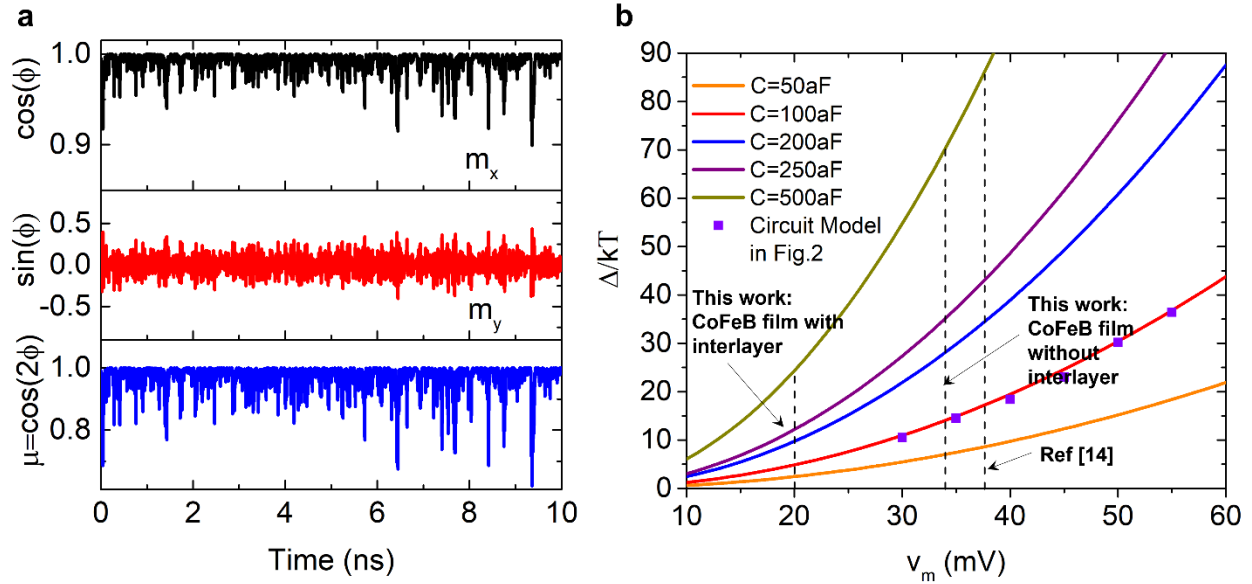 a
1.0
0.9
cos(ϕ)
m_x
0.5
0.0
-0.5
sin(ϕ)
m_y
1.0
0.8
μ=cos(2ϕ)
0 2 4 6 8 10
Time (ns)
b
90
80
70
60
50
40
30
20
10
0
Δ/kT
C=50aF
C=100aF
C=200aF
C=250aF
C=500aF
Circuit Model
in Fig.2
This work:
CoFeB film with
interlayer
This work:
CoFeB film
without
interlayer
Ref [14]
10 20 30 40 50 60
v_m (mV)